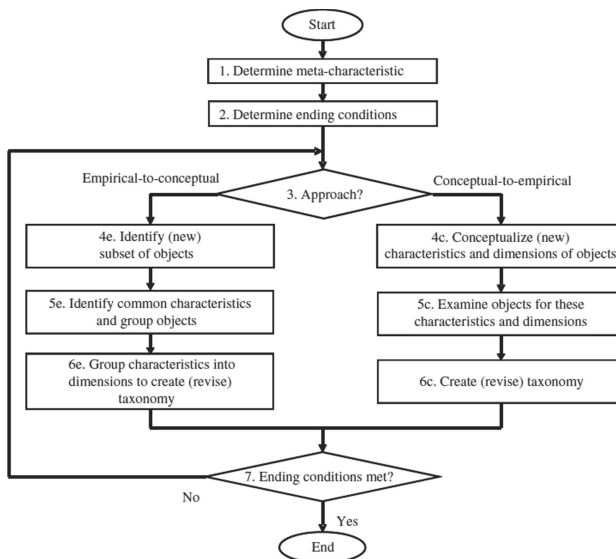 Start
1. Determine meta-characteristic
2. Determine ending conditions
Empirical-to-conceptual
3. Approach?
Conceptual-to-empirical
4e. Identify (new)
subset of objects
4c. Conceptualize (new)
characteristics and dimensions of objects
5e. Identify common characteristics
and group objects
5c. Examine objects for these
characteristics and dimensions
6e. Group characteristics into
dimensions to create (revise)
taxonomy
6c. Create (revise) taxonomy
7. Ending conditions met?
No
Yes
End